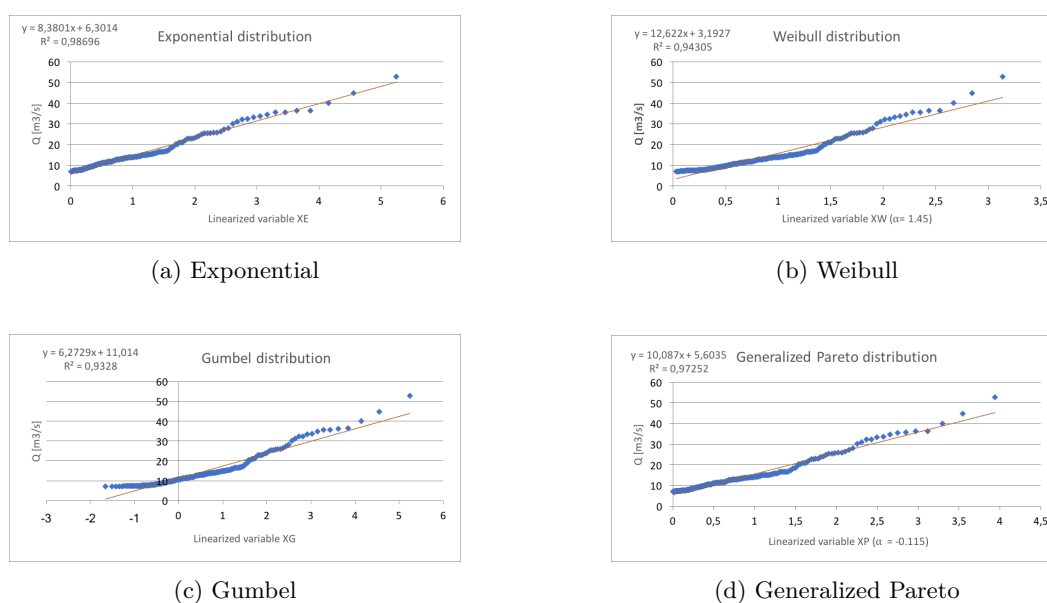 y = 8,3801x + 6,3014
R² = 0,98696
Exponential distribution
60
50
40
30
20
10
0
Q [m3/s]
0 1 2 3 4 5 6
Linearized variable XE
(a) Exponential
y = 12,622x + 3,1927
R² = 0,94305
Weibull distribution
60
50
40
30
20
10
0
Q [m3/s]
0 0,5 1 1,5 2 2,5 3 3,5
Linearized variable XW (α= 1.45)
(b) Weibull
y = 6,2729x + 11,014
R² = 0,9328
Gumbel distribution
60
50
40
30
20
10
0
Q [m3/s]
-3 -2 -1 0 1 2 3 4 5 6
Linearized variable XG
(c) Gumbel
y = 10,087x + 5,6035
R² = 0,97252
Generalized Pareto distribution
60
50
40
30
20
10
0
Q [m3/s]
0 0,5 1 1,5 2 2,5 3 3,5 4 4,5
Linearized variable XP (α = -0.115)
(d) Generalized Pareto